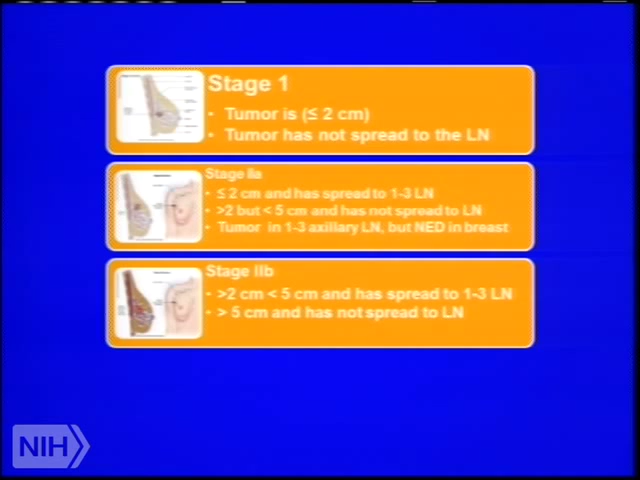 Stage 1
• Tumor is (≤ 2 cm)
• Tumor has not spread to the LN
Stage IIa
• ≤ 2 cm and has spread to 1-3 LN
• >2 but < 5 cm and has not spread to LN
• Tumor in 1-3 axillary LN, but NED in breast
Stage IIb
• >2 cm < 5 cm and has spread to 1-3 LN
• > 5 cm and has not spread to LN
NIH